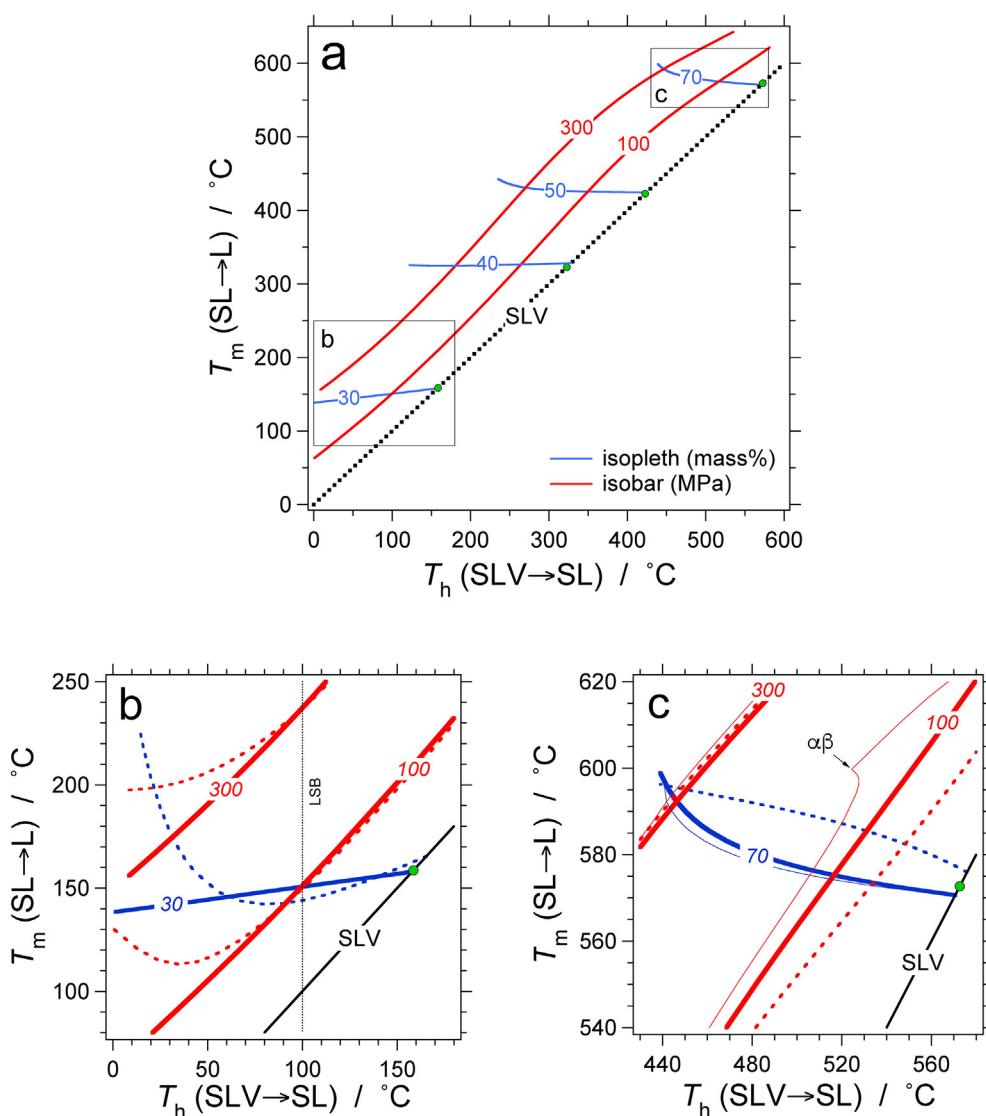 a
600
500
400
300
200
100
0
T_m (SL→L) / °C
70
c
300
100
50
40
SLV
b
30
isopleth (mass%)
isobar (MPa)
0 100 200 300 400 500 600
T_h (SLV→SL) / °C
b
250
200
150
100
T_m (SL→L) / °C
300
LSB
100
30
SLV
0 50 100 150
T_h (SLV→SL) / °C
c
620
600
580
560
540
T_m (SL→L) / °C
300
αβ
100
70
SLV
440 480 520 560
T_h (SLV→SL) / °C